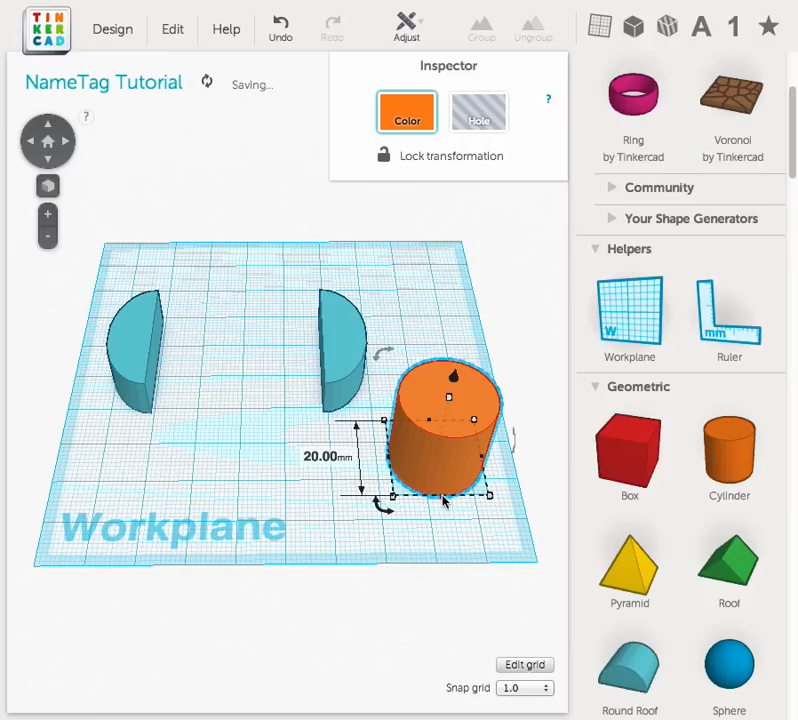 TIN
KER
CAD
Design
Edit
Help
Undo
Redo
Adjust
Group
Ungroup
A
1
NameTag Tutorial
Saving...
?
Inspector
Color
Hole
?
Lock transformation
+
-
20.00mm
Workplane
Edit grid
Snap grid
1.0
Ring
by Tinkercad
Voronoi
by Tinkercad
Community
Your Shape Generators
Helpers
W
mm
Workplane
Ruler
Geometric
Box
Cylinder
Pyramid
Roof
Round Roof
Sphere